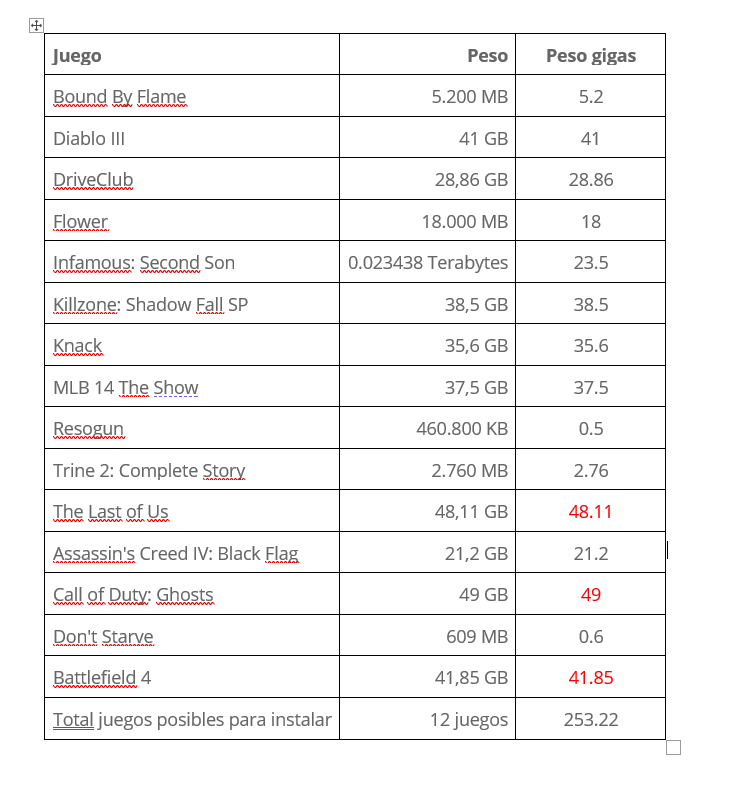 Juego Peso Peso gigas
Bound By Flame 5.200 MB 5.2
Diablo III 41 GB 41
DriveClub 28,86 GB 28.86
Flower 18.000 MB 18
Infamous: Second Son 0.023438 Terabytes 23.5
Killzone: Shadow Fall SP 38,5 GB 38.5
Knack 35,6 GB 35.6
MLB 14 The Show 37,5 GB 37.5
Resogun 460.800 KB 0.5
Trine 2: Complete Story 2.760 MB 2.76
The Last of Us 48,11 GB 48.11
Assassin's Creed IV: Black Flag 21,2 GB 21.2
Call of Duty: Ghosts 49 GB 49
Don't Starve 609 MB 0.6
Battlefield 4 41,85 GB 41.85
Total juegos posibles para instalar 12 juegos 253.22